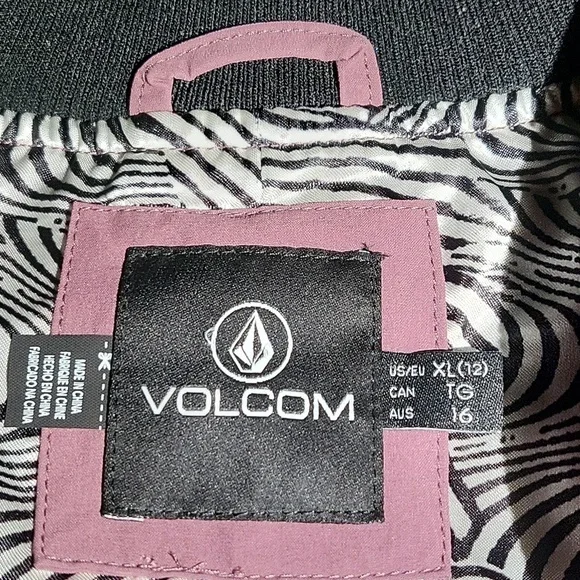 VOLCOM
US/EU XL(12)
CAN TG
AUS 16
MADE IN CHINA
FABRIQUE EN CHINE
HECHO EN CHINA
FABRICADO NA CHINA